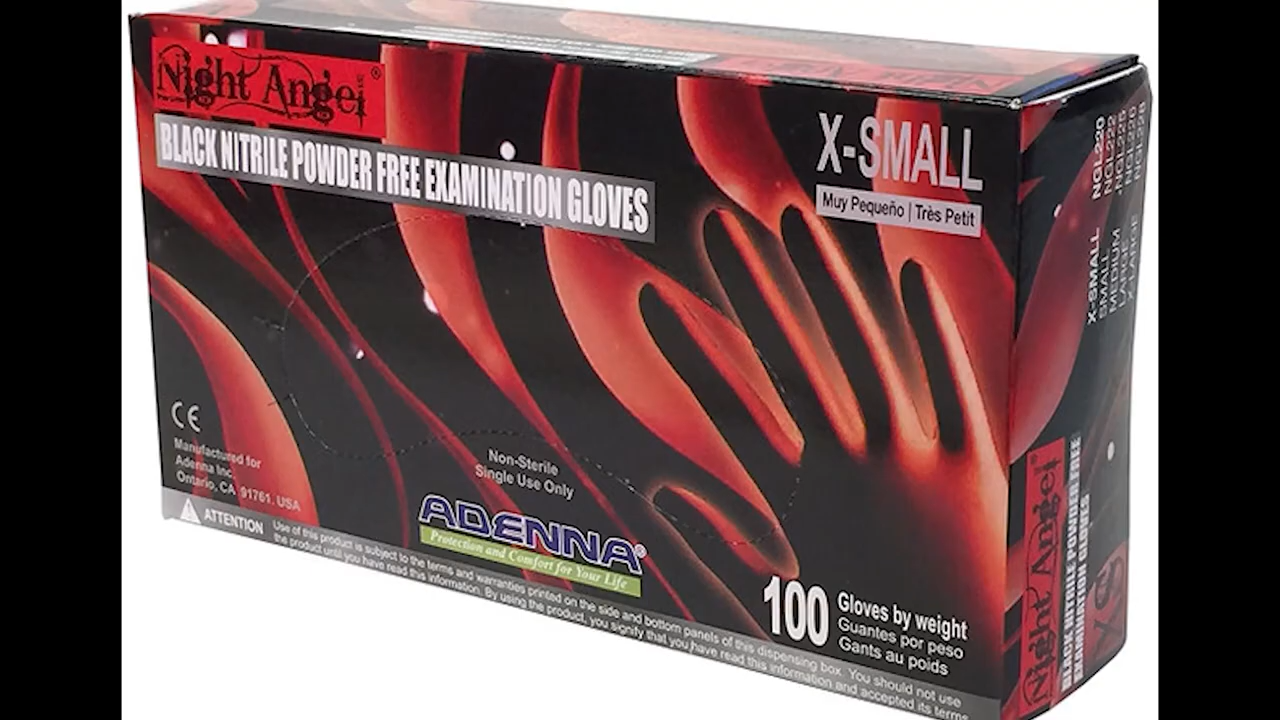 Night Angel®
BLACK NITRILE POWDER FREE EXAMINATION GLOVES
X-SMALL
Muy Pequeño | Très Petit
CE
Manufactured for
Adenna Inc.
Ontario, CA 91761. USA
Non-Sterile
Single Use Only
ADENNA®
Protection and Comfort for Your Life
100
Gloves by weight
Guantes por peso
Gants au poids
ATTENTION
Use of this product is subject to the terms and warranties printed on the side and bottom panels of this dispensing box. You should not use
the product until you have read this information. By using the product, you signify that you have read this information and accepted its terms
X-SMALL NGL220
SMALL NGL222
MEDIUM NGL225
LARGE NGL226
X-LARGE NGL228
Night Angel®
BLACK NITRILE POWDER FREE
EXAMINATION GLOVES
XS